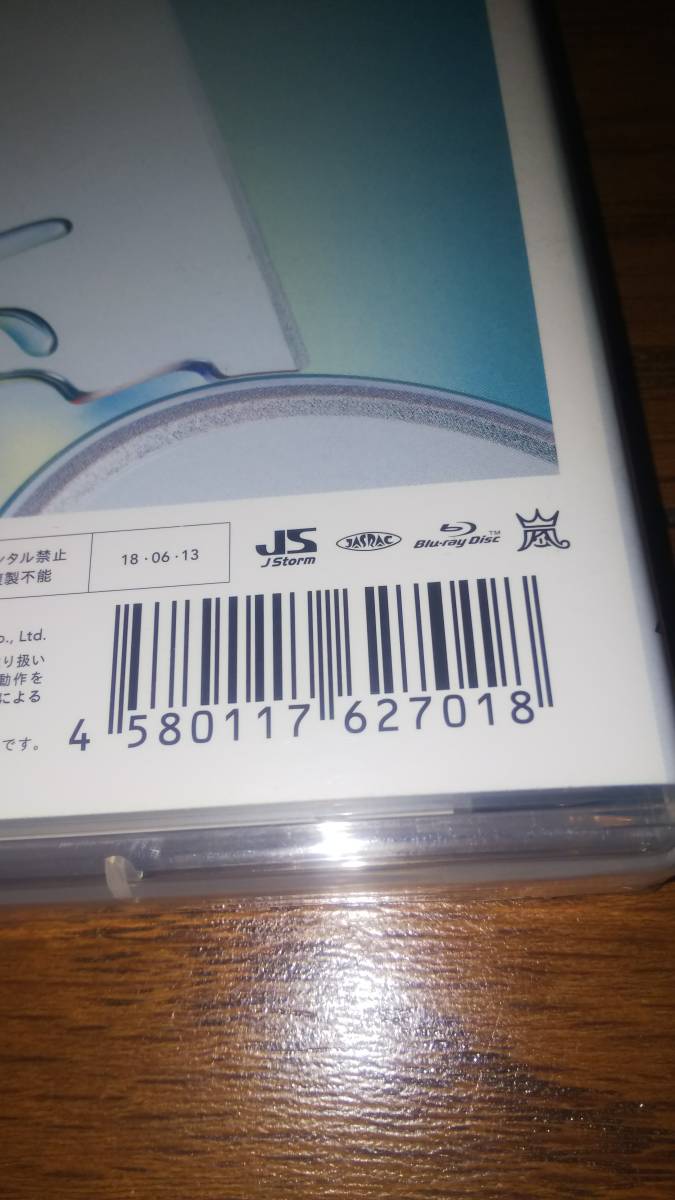 ンタル禁止
複製不能
18・06・13
JS
J Storm
JASRAC
Blu-ray Disc™
嵐
o., Ltd.
り扱い
動作を
による
です。
4 580117 627018